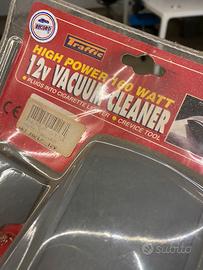 Traffic
HIGH POWER 100 WATT
12v VACUUM CLEANER
PLUGS INTO CIGARETTE LIGHTER - CREVICE TOOL
CE
Subito